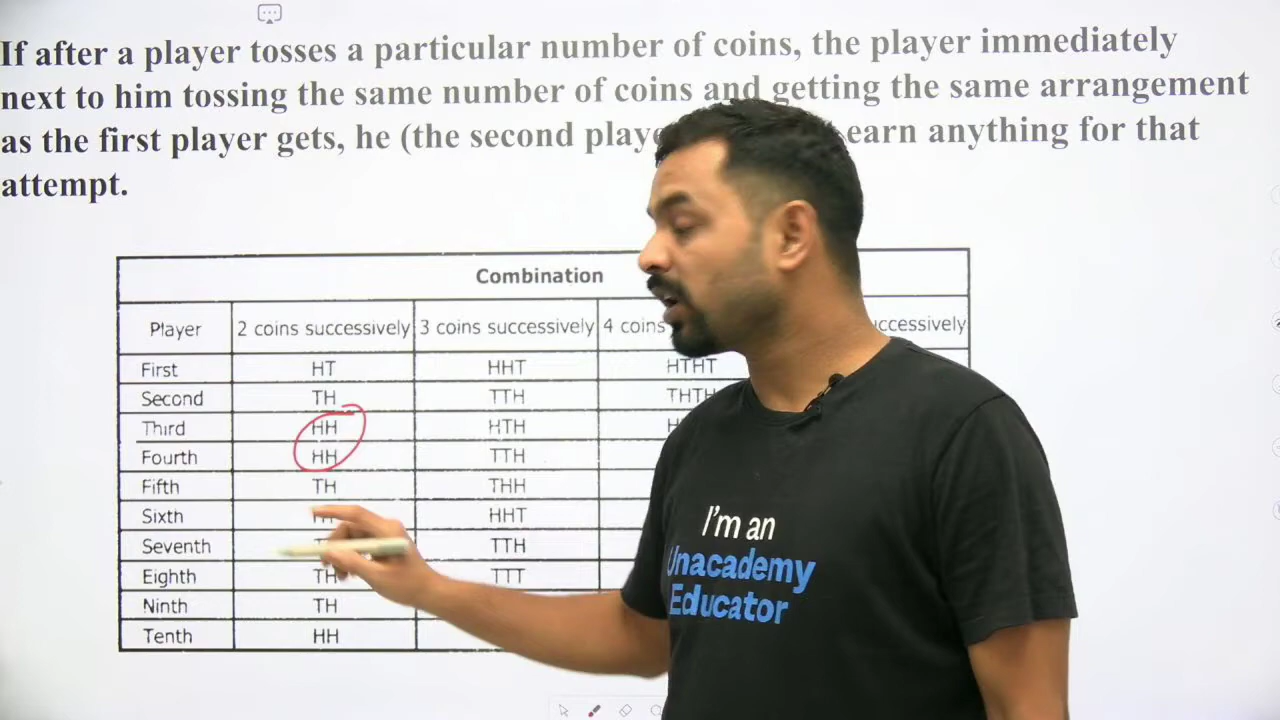 If after a player tosses a particular number of coins, the player immediately
next to him tossing the same number of coins and getting the same arrangement
as the first player gets, he (the second earn anything for that
attempt.
Combination
Player 2 coins successively 3 coins successively 4 coins
First HT HHT HTHT
Second TH TTH THTH
Third HH HTH
Fourth HH TTH
Fifth TH THH
Sixth HHT
Seventh TTH
Eighth TH TTT
Ninth TH
Tenth HH
I'm an
Unacademy
Educator